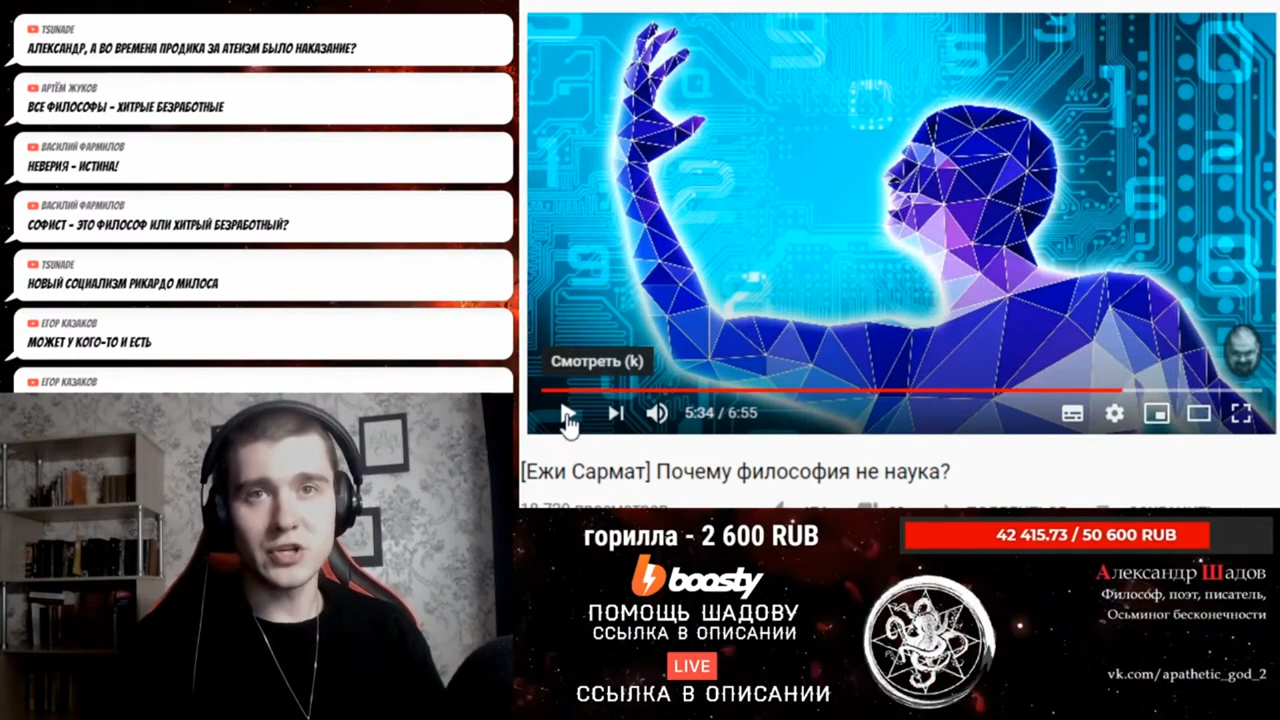 TSUNADE
АЛЕКСАНДР, А ВО ВРЕМЕНА ПРОДИКА ЗА АТЕИЗМ БЫЛО НАКАЗАНИЕ?
АРТЁМ ЖУКОВ
ВСЕ ФИЛОСОФЫ - ХИТРЫЕ БЕЗРАБОТНЫЕ
ВАСИЛИЙ ФАРМИЛОВ
НЕВЕРИЯ - ИСТИНА!
ВАСИЛИЙ ФАРМИЛОВ
СОФИСТ - ЭТО ФИЛОСОФ ИЛИ ХИТРЫЙ БЕЗРАБОТНЫЙ?
TSUNADE
НОВЫЙ СОЦИАЛИЗМ РИКАРДО МИЛОСА
ЕГОР КАЗАКОВ
МОЖЕТ У КОГО-ТО И ЕСТЬ
ЕГОР КАЗАКОВ
Смотреть (k)
5:34 / 6:55
[Ежи Сармат] Почему философия не наука?
горилла - 2 600 RUB
boosty
ПОМОЩЬ ШАДОВУ
ССЫЛКА В ОПИСАНИИ
LIVE
ССЫЛКА В ОПИСАНИИ
42 415.73 / 50 600 RUB
Александр Шадов
Философ, поэт, писатель,
Осьминог бесконечности
vk.com/apathetic_god_2